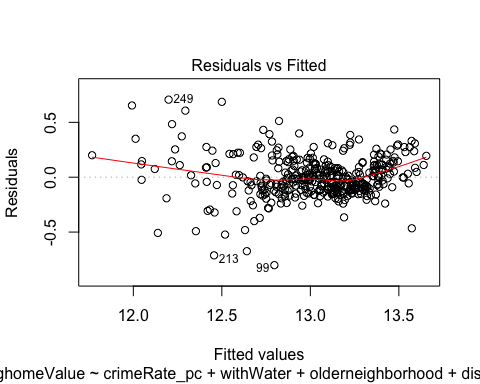 Residuals vs Fitted
Residuals
0.5
0.0
-0.5
249
213
99
12.0 12.5 13.0 13.5
Fitted values
ghomeValue ~ crimeRate_pc + withWater + olderneighborhood + dis